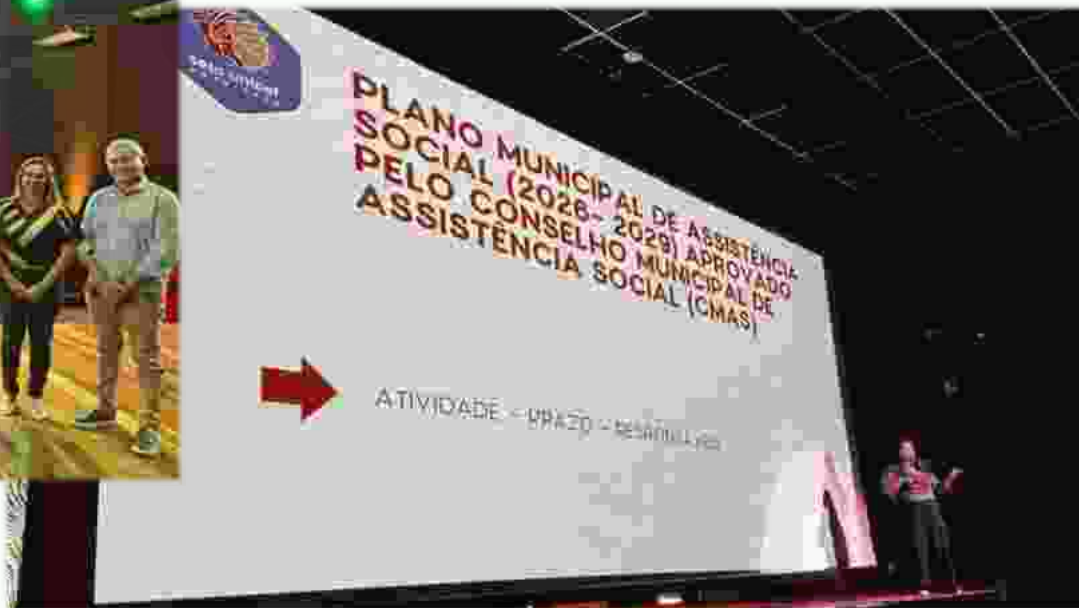 PLANO MUNICIPAL DE ASSISTÊNCIA
SOCIAL (2026- 2029) APROVADO
PELO CONSELHO MUNICIPAL DE
ASSISTÊNCIA SOCIAL (CMAS)
ATIVIDADE - PRAZO -